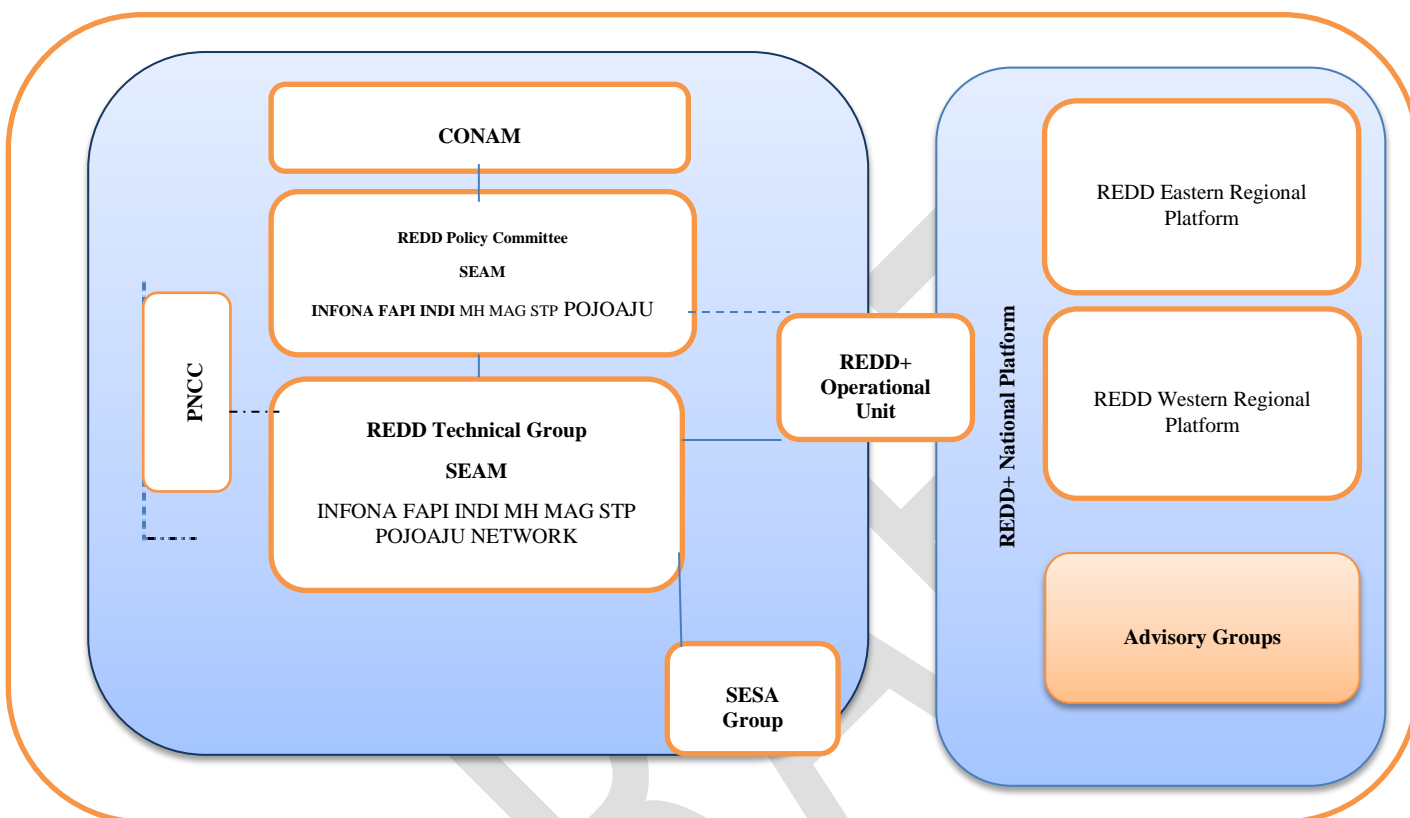 CONAM
REDD Policy Committee
SEAM
INFONA FAPI INDI MH MAG STP POJOAJU
PNCC
REDD Technical Group
SEAM
INFONA FAPI INDI MH MAG STP
POJOAJU NETWORK
REDD+
Operational
Unit
SESA
Group
REDD+ National Platform
REDD Eastern Regional
Platform
REDD Western Regional
Platform
Advisory Groups